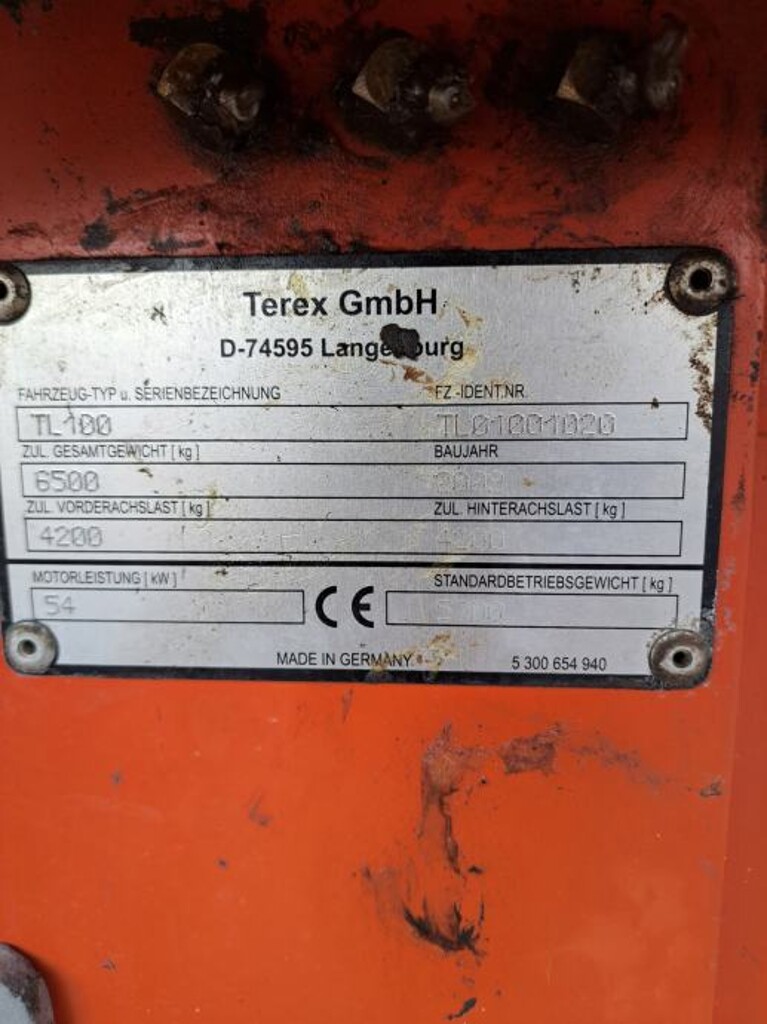 Terex GmbH
D-74595
FAHRZEUG-TYP u. SERIENBEZEICHNUNG FZ.-IDENT.NR.
TL100 TL01001020
ZUL. GESAMTGEWICHT [ kg ] BAUJAHR
6500
ZUL. VORDERACHSLAST [ kg ] ZUL. HINTERACHSLAST [ kg ]
4200
MOTORLEISTUNG [ kW ] STANDARDBETRIEBSGEWICHT [ kg ]
54 CE
MADE IN GERMANY 5 300 654 940